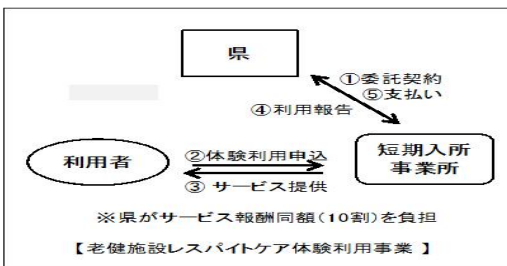 県
①委託契約
⑤支払い
④利用報告
利用者
②体験利用申込
③ サービス提供
短期入所
事業所
※県がサービス報酬同額(10割)を負担
【老健施設レスパイトケア体験利用事業 】